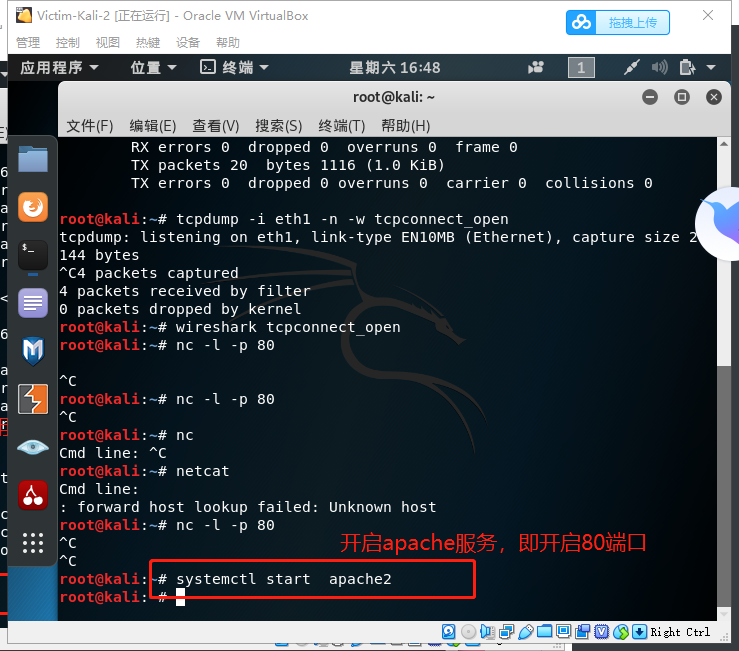 Victim-Kali-2 [正在运行] - Oracle VM VirtualBox
拖拽上传
管理 控制 视图 热键 设备 帮助
应用程序 位置 终端 星期六 16:48 1
root@kali: ~
文件(F) 编辑(E) 查看(V) 搜索(S) 终端(T) 帮助(H)
RX errors 0 dropped 0 overruns 0 frame 0
TX packets 20 bytes 1116 (1.0 KiB)
TX errors 0 dropped 0 overruns 0 carrier 0 collisions 0
root@kali:~# tcpdump -i eth1 -n -w tcpconnect_open
tcpdump: listening on eth1, link-type EN10MB (Ethernet), capture size 2
144 bytes
^C4 packets captured
4 packets received by filter
0 packets dropped by kernel
root@kali:~# wireshark tcpconnect_open
root@kali:~# nc -l -p 80
^C
root@kali:~# nc -l -p 80
^C
root@kali:~# nc
Cmd line: ^C
root@kali:~# netcat
Cmd line:
: forward host lookup failed: Unknown host
root@kali:~# nc -l -p 80
^C
^C
开启apache服务，即开启80端口
root@kali:~# systemctl start  apache2
root@kali:~#
Right Ctrl